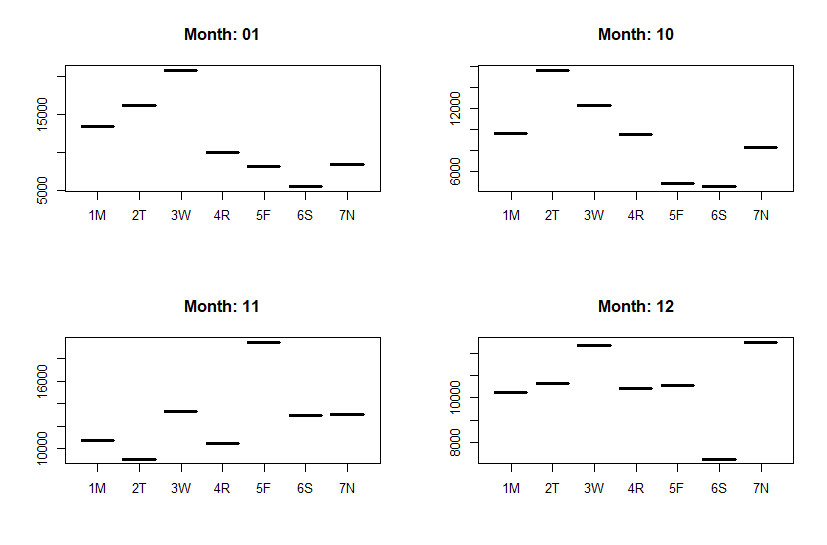 Month: 01
15000
5000
1M 2T 3W 4R 5F 6S 7N
Month: 10
12000
6000
1M 2T 3W 4R 5F 6S 7N
Month: 11
16000
10000
1M 2T 3W 4R 5F 6S 7N
Month: 12
10000
8000
1M 2T 3W 4R 5F 6S 7N